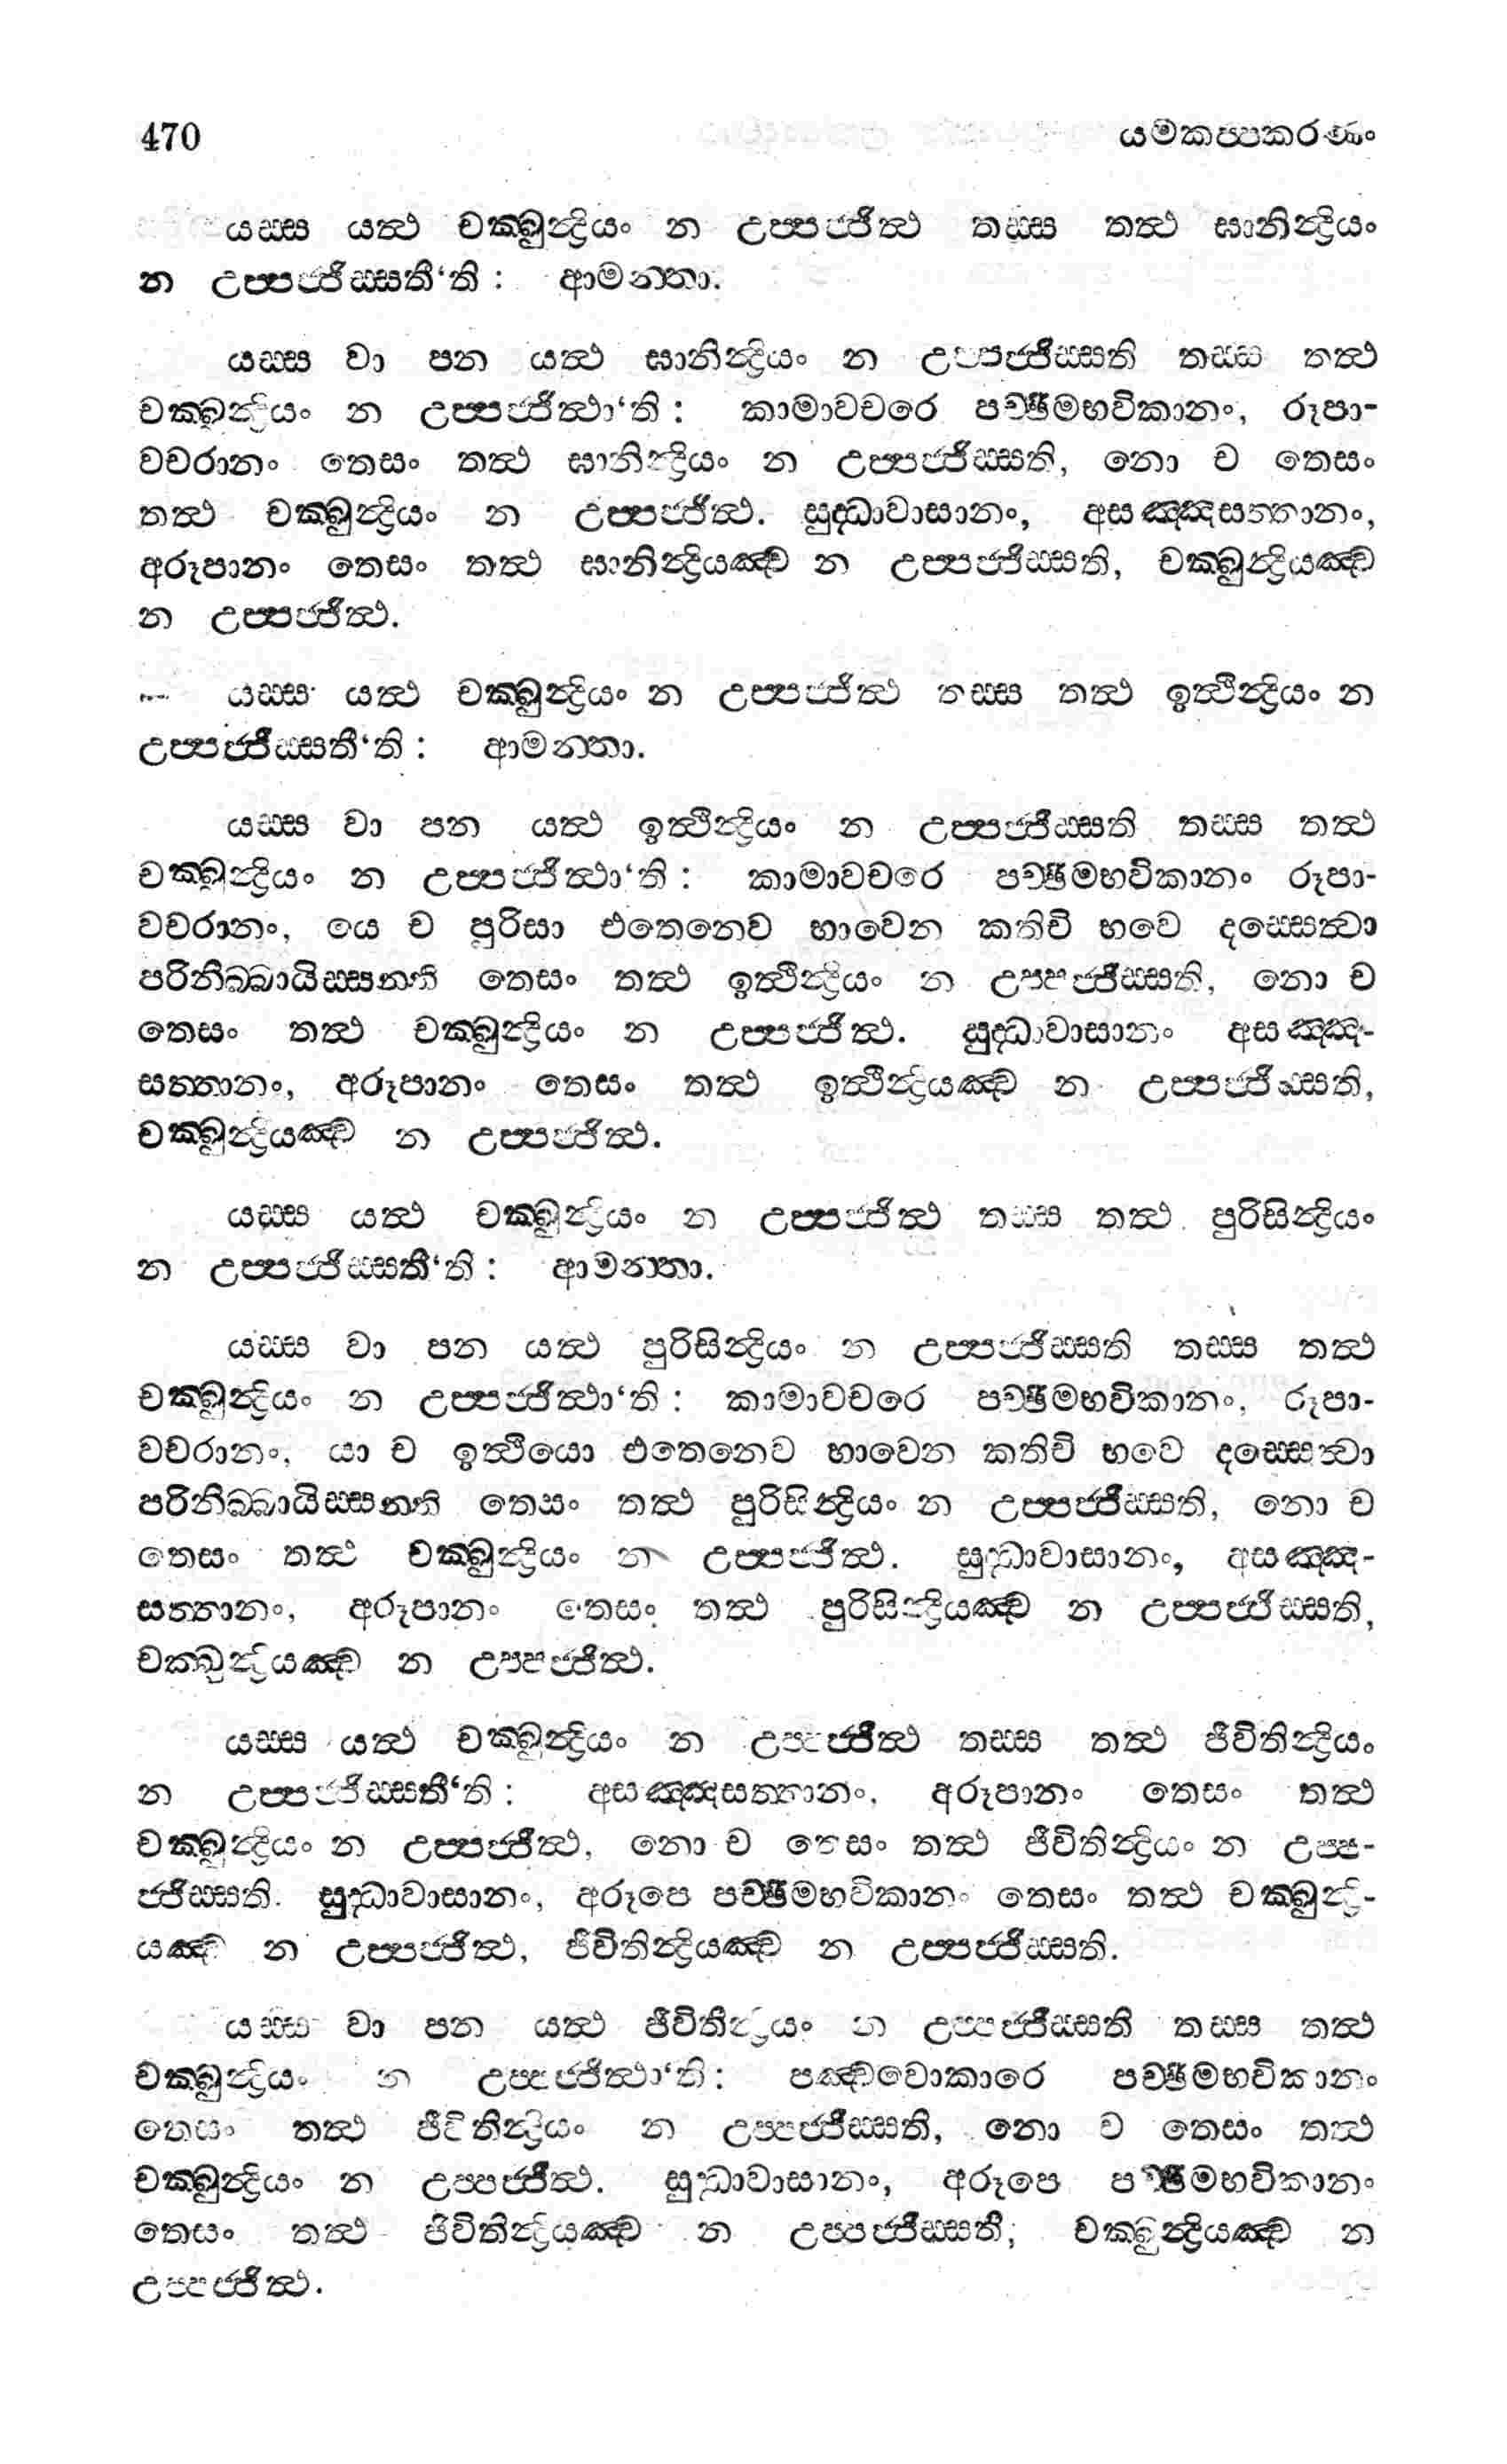 470 යමකප්පකරණං
යස්ස යත්ථ චක්ඛුන්ද්‍රියං න උප්පජ්ජිත්ථ තස්ස තත්ථ ඝානින්ද්‍රියං
න උප්පජ්ජිස්සතී‘ති : ආමන්තා.
යස්ස වා පන යත්ථ ඝානින්ද්‍රියං න උප්පජ්ජිස්සති තස්ස තත්ථ
චක්ඛුන්ද්‍රියං න උප්පජ්ජිත්ථා‘ති : කාමාවචරෙ පච්ඡිමභවිකානං, රූපා-
වචරානං තෙසං තත්ථ ඝානින්ද්‍රියං න උප්පජ්ජිස්සති, නො ච තෙසං
තත්ථ චක්ඛුන්ද්‍රියං න උප්පජ්ජිත්ථ. සුද්ධාවාසානං, අසඤ්ඤසත්තානං,
අරූපානං තෙසං තත්ථ ඝානින්ද්‍රියඤ්ච න උප්පජ්ජිස්සති, චක්ඛුන්ද්‍රියඤ්ච
න උප්පජ්ජිත්ථ.
යස්ස යත්ථ චක්ඛුන්ද්‍රියං න උප්පජ්ජිත්ථ තස්ස තත්ථ ඉත්ථින්ද්‍රියං න
උප්පජ්ජිස්සතී‘ති : ආමන්තා.
යස්ස වා පන යත්ථ ඉත්ථින්ද්‍රියං න උප්පජ්ජිස්සති තස්ස තත්ථ
චක්ඛුන්ද්‍රියං න උප්පජ්ජිත්ථා‘ති : කාමාවචරෙ පච්ඡිමභවිකානං රූපා-
වචරානං, යෙ ච පුරිසා එතෙනෙව භාවෙන කතිචි භවෙ දස්සෙත්වා
පරිනිබ්බායිස්සන්ති තෙසං තත්ථ ඉත්ථින්ද්‍රියං න උප්පජ්ජිස්සති, නො ච
තෙසං තත්ථ චක්ඛුන්ද්‍රියං න උප්පජ්ජිත්ථ. සුද්ධාවාසානං අසඤ්ඤ-
සත්තානං, අරූපානං තෙසං තත්ථ ඉත්ථින්ද්‍රියඤ්ච න උප්පජ්ජිස්සති,
චක්ඛුන්ද්‍රියඤ්ච න උප්පජ්ජිත්ථ.
යස්ස යත්ථ චක්ඛුන්ද්‍රියං න උප්පජ්ජිත්ථ තස්ස තත්ථ පුරිසින්ද්‍රියං
න උප්පජ්ජිස්සතී‘ති : ආමන්තා.
යස්ස වා පන යත්ථ පුරිසින්ද්‍රියං න උප්පජ්ජිස්සති තස්ස තත්ථ
චක්ඛුන්ද්‍රියං න උප්පජ්ජිත්ථා‘ති : කාමාවචරෙ පච්ඡිමභවිකානං, රූපා-
වචරානං, යා ච ඉත්ථියො එතෙනෙව භාවෙන කතිචි භවෙ දස්සෙත්වා
පරිනිබ්බායිස්සන්ති තෙසං තත්ථ පුරිසින්ද්‍රියං න උප්පජ්ජිස්සති, නො ච
තෙසං තත්ථ චක්ඛුන්ද්‍රියං න උප්පජ්ජිත්ථ. සුද්ධාවාසානං, අසඤ්ඤ-
සත්තානං, අරූපානං තෙසං තත්ථ පුරිසින්ද්‍රියඤ්ච න උප්පජ්ජිස්සති,
චක්ඛුන්ද්‍රියඤ්ච න උප්පජ්ජිත්ථ.
යස්ස යත්ථ චක්ඛුන්ද්‍රියං න උප්පජ්ජිත්ථ තස්ස තත්ථ ජීවිතින්ද්‍රියං
න උප්පජ්ජිස්සතී‘ති : අසඤ්ඤසත්තානං, අරූපානං තෙසං තත්ථ
චක්ඛුන්ද්‍රියං න උප්පජ්ජිත්ථ, නො ච තෙසං තත්ථ ජීවිතින්ද්‍රියං න උප්ප-
ජ්ජිස්සති. සුද්ධාවාසානං, අරූපෙ පච්ඡිමභවිකානං තෙසං තත්ථ චක්ඛුන්ද්‍රි-
යඤ්ච න උප්පජ්ජිත්ථ, ජීවිතින්ද්‍රියඤ්ච න උප්පජ්ජිස්සති.
යස්ස වා පන යත්ථ ජීවිතින්ද්‍රියං න උප්පජ්ජිස්සති තස්ස තත්ථ
චක්ඛුන්ද්‍රියං න උප්පජ්ජිත්ථා‘ති : පඤ්චවොකාරෙ පච්ඡිමභවිකානං
තෙසං තත්ථ ජීවිතින්ද්‍රියං න උප්පජ්ජිස්සති, නො ච තෙසං තත්ථ
චක්ඛුන්ද්‍රියං න උප්පජ්ජිත්ථ. සුද්ධාවාසානං, අරූපෙ පච්ඡිමභවිකානං
තෙසං තත්ථ ජීවිතින්ද්‍රියඤ්ච න උප්පජ්ජිස්සති, චක්ඛුන්ද්‍රියඤ්ච න
උප්පජ්ජිත්ථ.